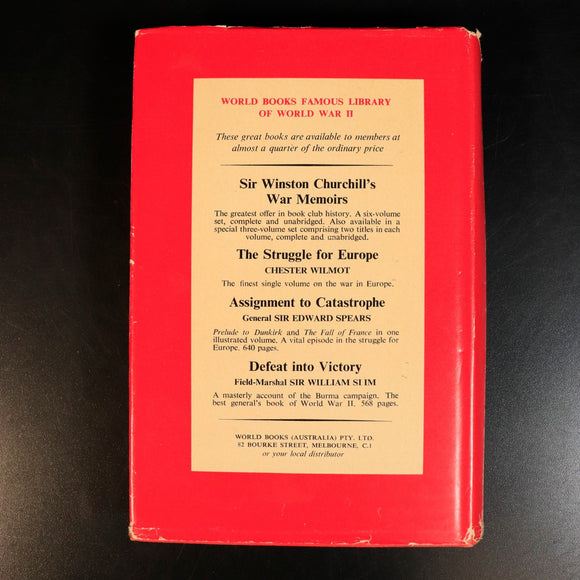 WORLD BOOKS FAMOUS LIBRARY
OF WORLD WAR II
These great books are available to members at
almost a quarter of the ordinary price
Sir Winston Churchill's
War Memoirs
The greatest offer in book club history. A six-volume
set, complete and unabridged. Also available in a
special three-volume set comprising two titles in each
volume, complete and unabridged.
The Struggle for Europe
CHESTER WILMOT
The finest single volume on the war in Europe.
Assignment to Catastrophe
General SIR EDWARD SPEARS
Prelude to Dunkirk and The Fall of France in one
illustrated volume. A vital episode in the struggle for
Europe. 640 pages.
Defeat into Victory
Field-Marshal SIR WILLIAM SLIM
A masterly account of the Burma campaign. The
best general's book of World War II. 568 pages.
WORLD BOOKS (AUSTRALIA) PTY. LTD.
82 BOURKE STREET, MELBOURNE, C.1
or your local distributor